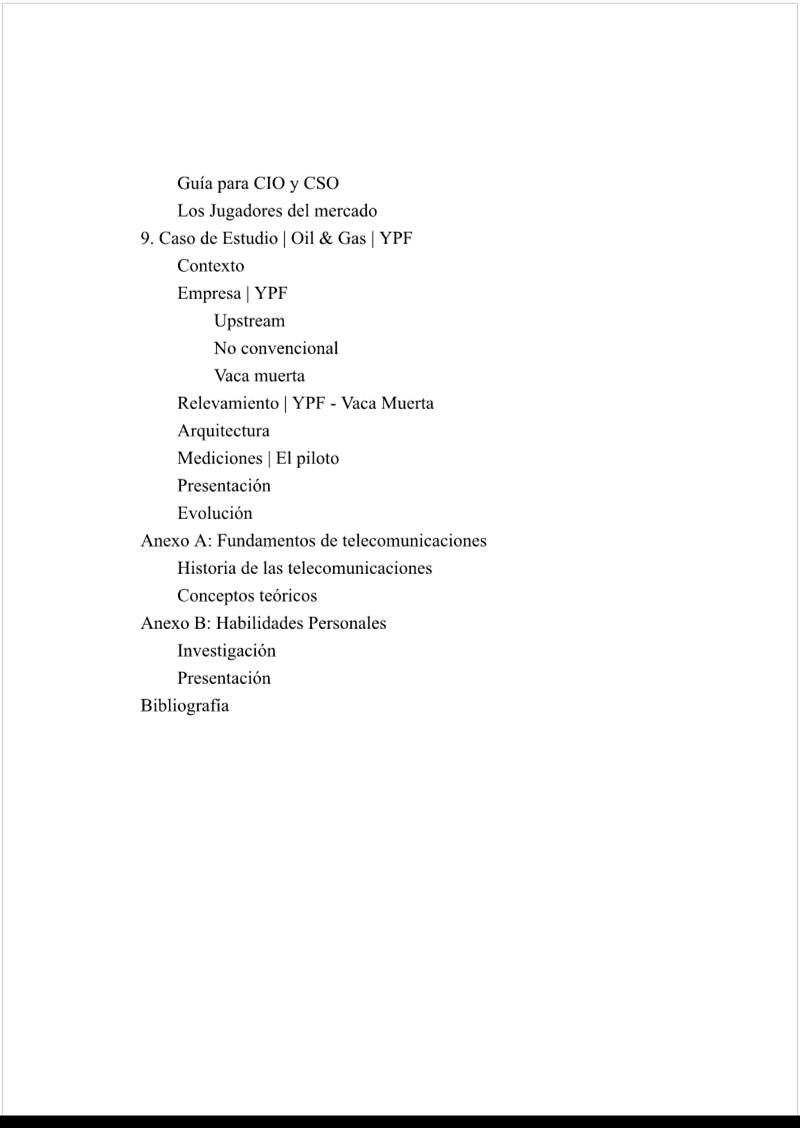 Guía para CIO y CSO
Los Jugadores del mercado
9. Caso de Estudio | Oil & Gas | YPF
Contexto
Empresa | YPF
Upstream
No convencional
Vaca muerta
Relevamiento | YPF - Vaca Muerta
Arquitectura
Mediciones | El piloto
Presentación
Evolución
Anexo A: Fundamentos de telecomunicaciones
Historia de las telecomunicaciones
Conceptos teóricos
Anexo B: Habilidades Personales
Investigación
Presentación
Bibliografía